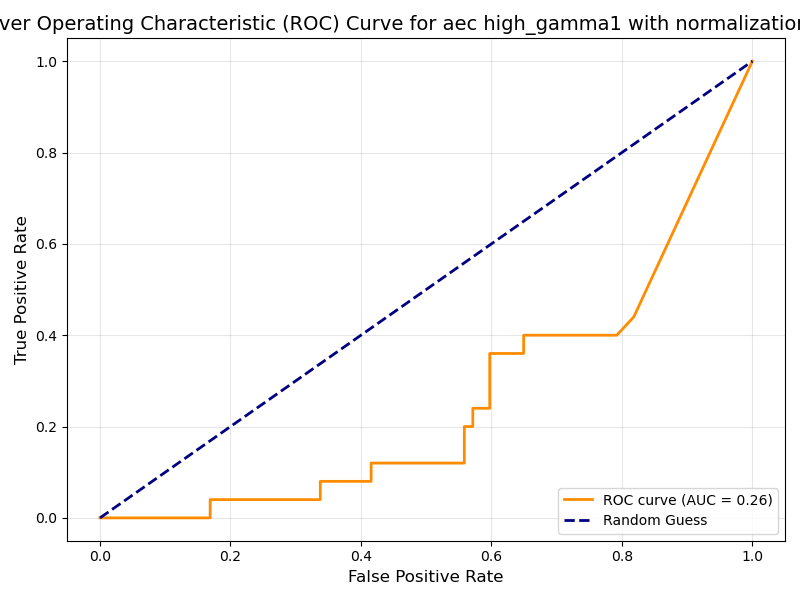 ver Operating Characteristic (ROC) Curve for aec high_gamma1 with normalization
1.0
0.8
0.6
0.4
0.2
0.0
True Positive Rate
0.0 0.2 0.4 0.6 0.8 1.0
False Positive Rate
ROC curve (AUC = 0.26)
Random Guess